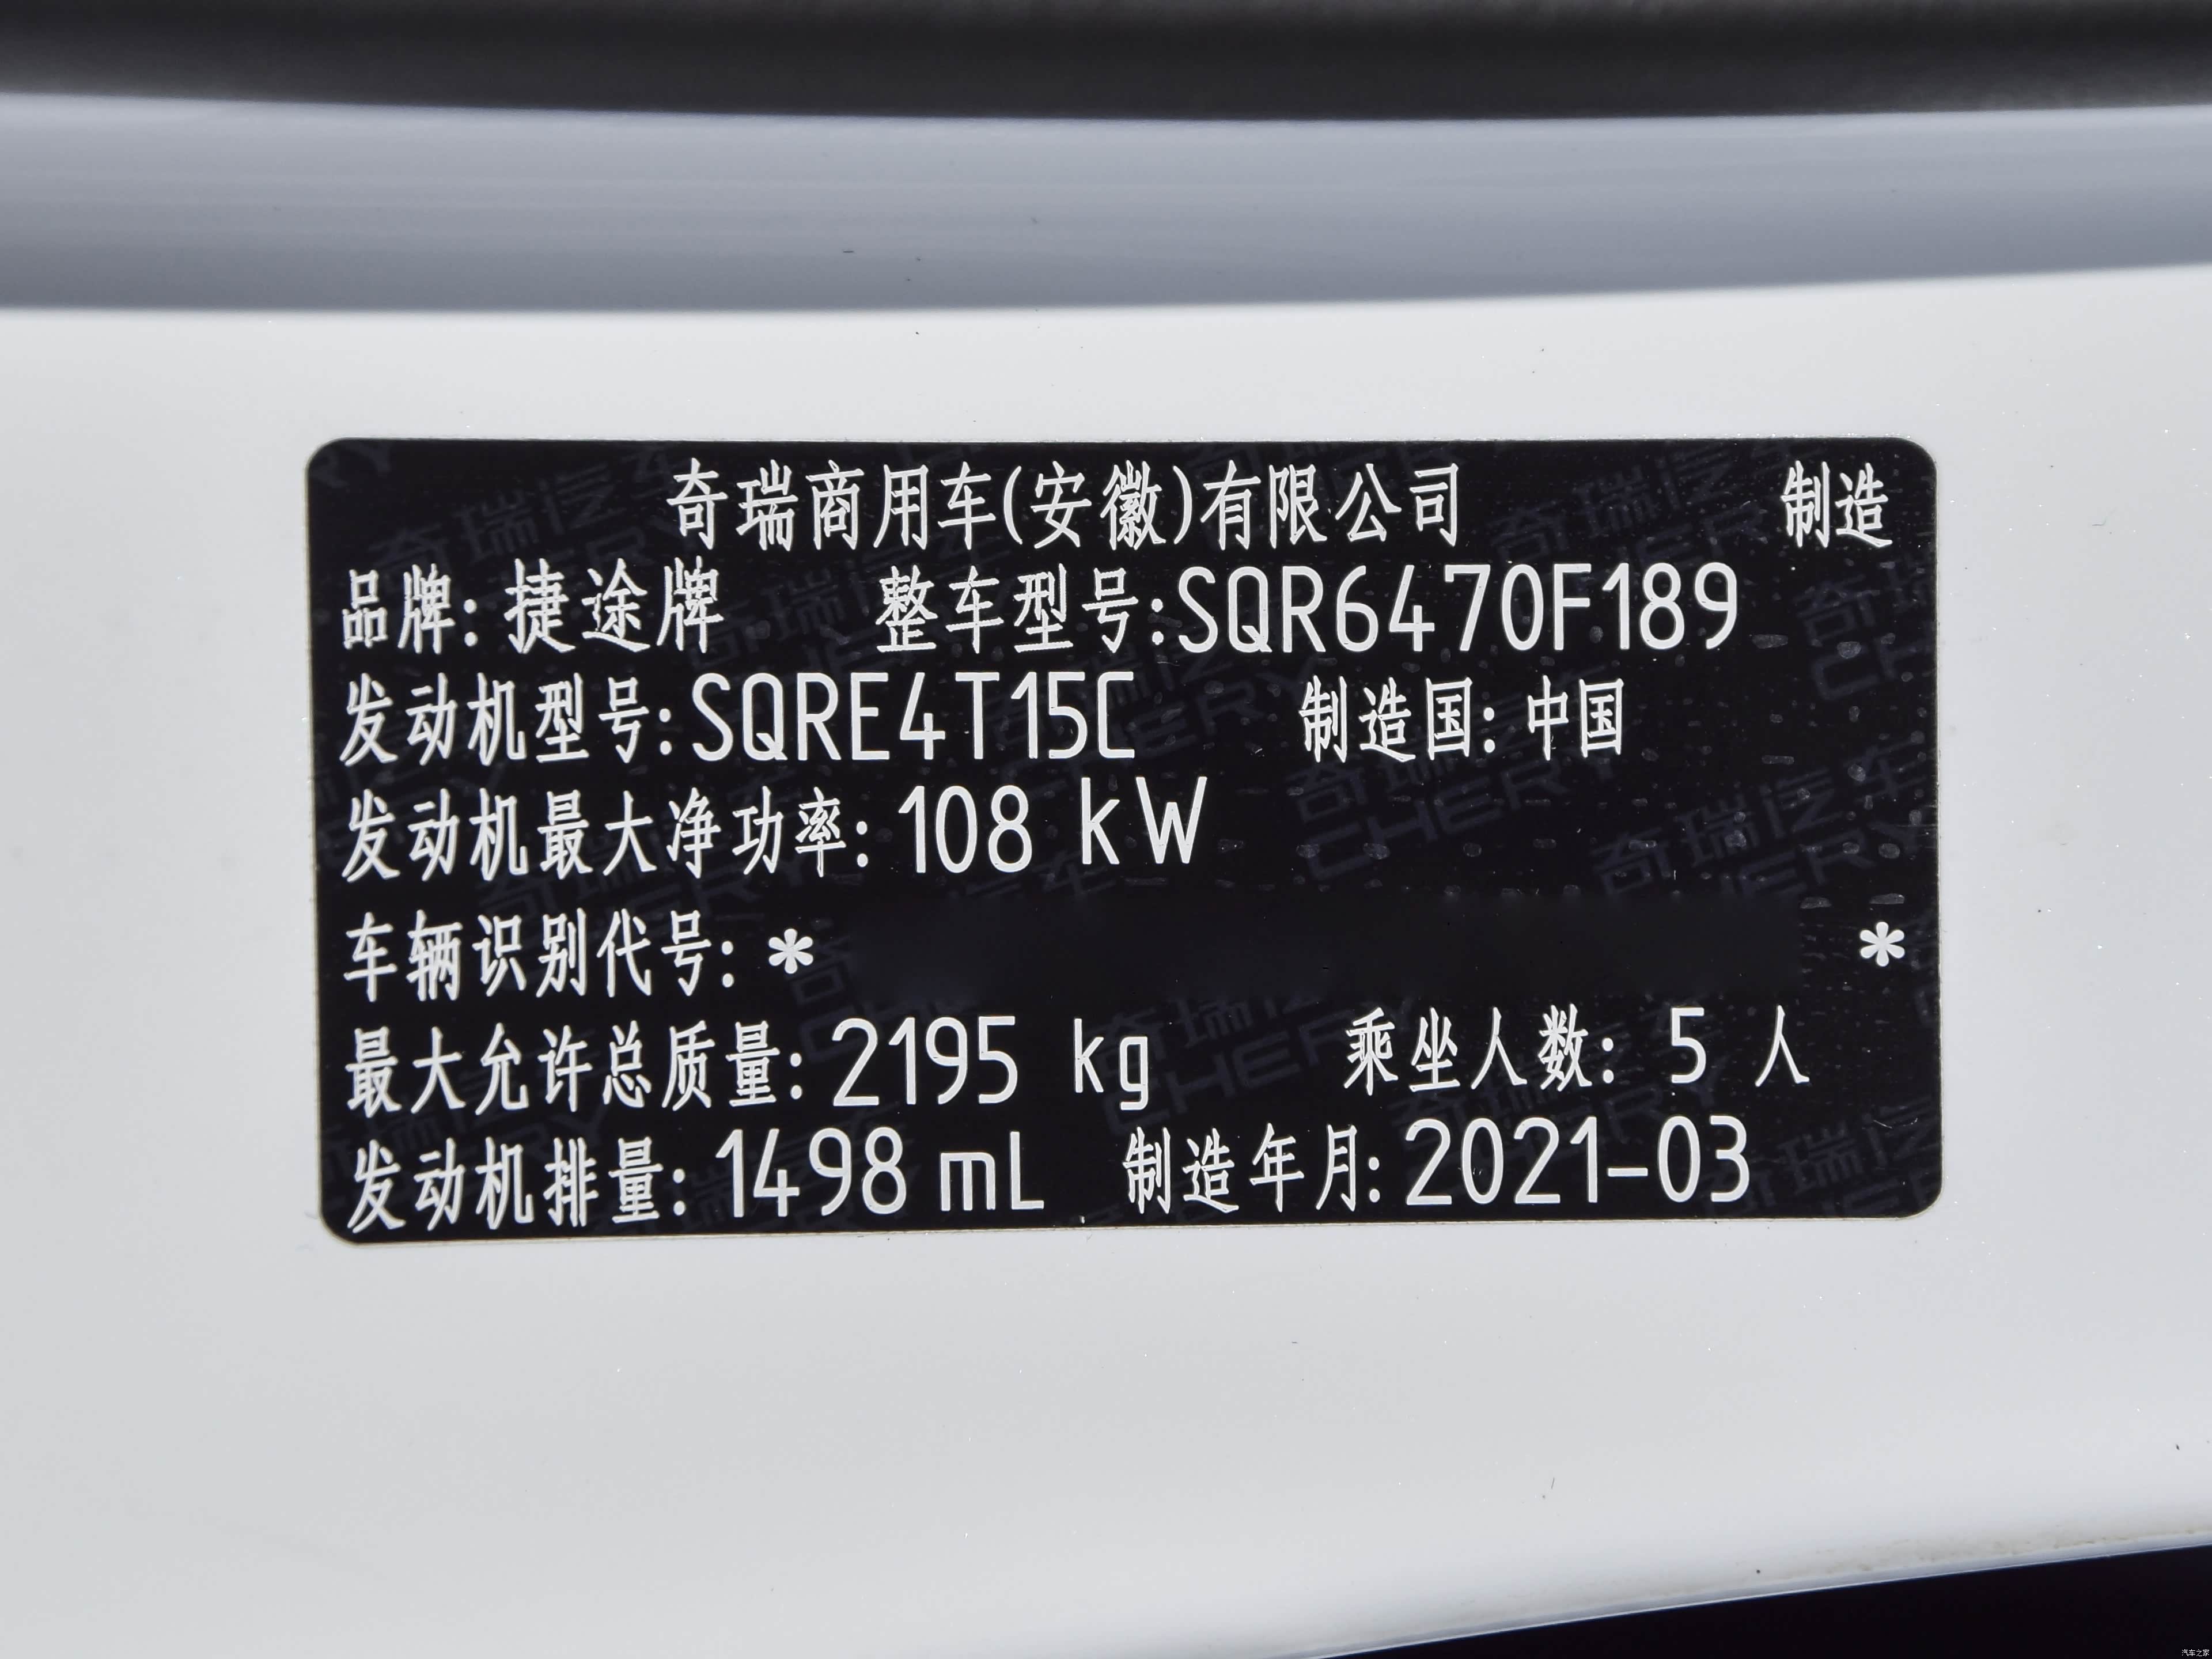 奇瑞商用车(安徽)有限公司 制造
品牌: 捷途牌 整车型号:SQR6470F189
发动机型号:SQRE4T15C 制造国: 中国
发动机最大净功率: 108 kW
车辆识别代号: * *
最大允许总质量: 2195 kg 乘坐人数: 5 人
发动机排量: 1498 mL 制造年月: 2021-03
汽车之家